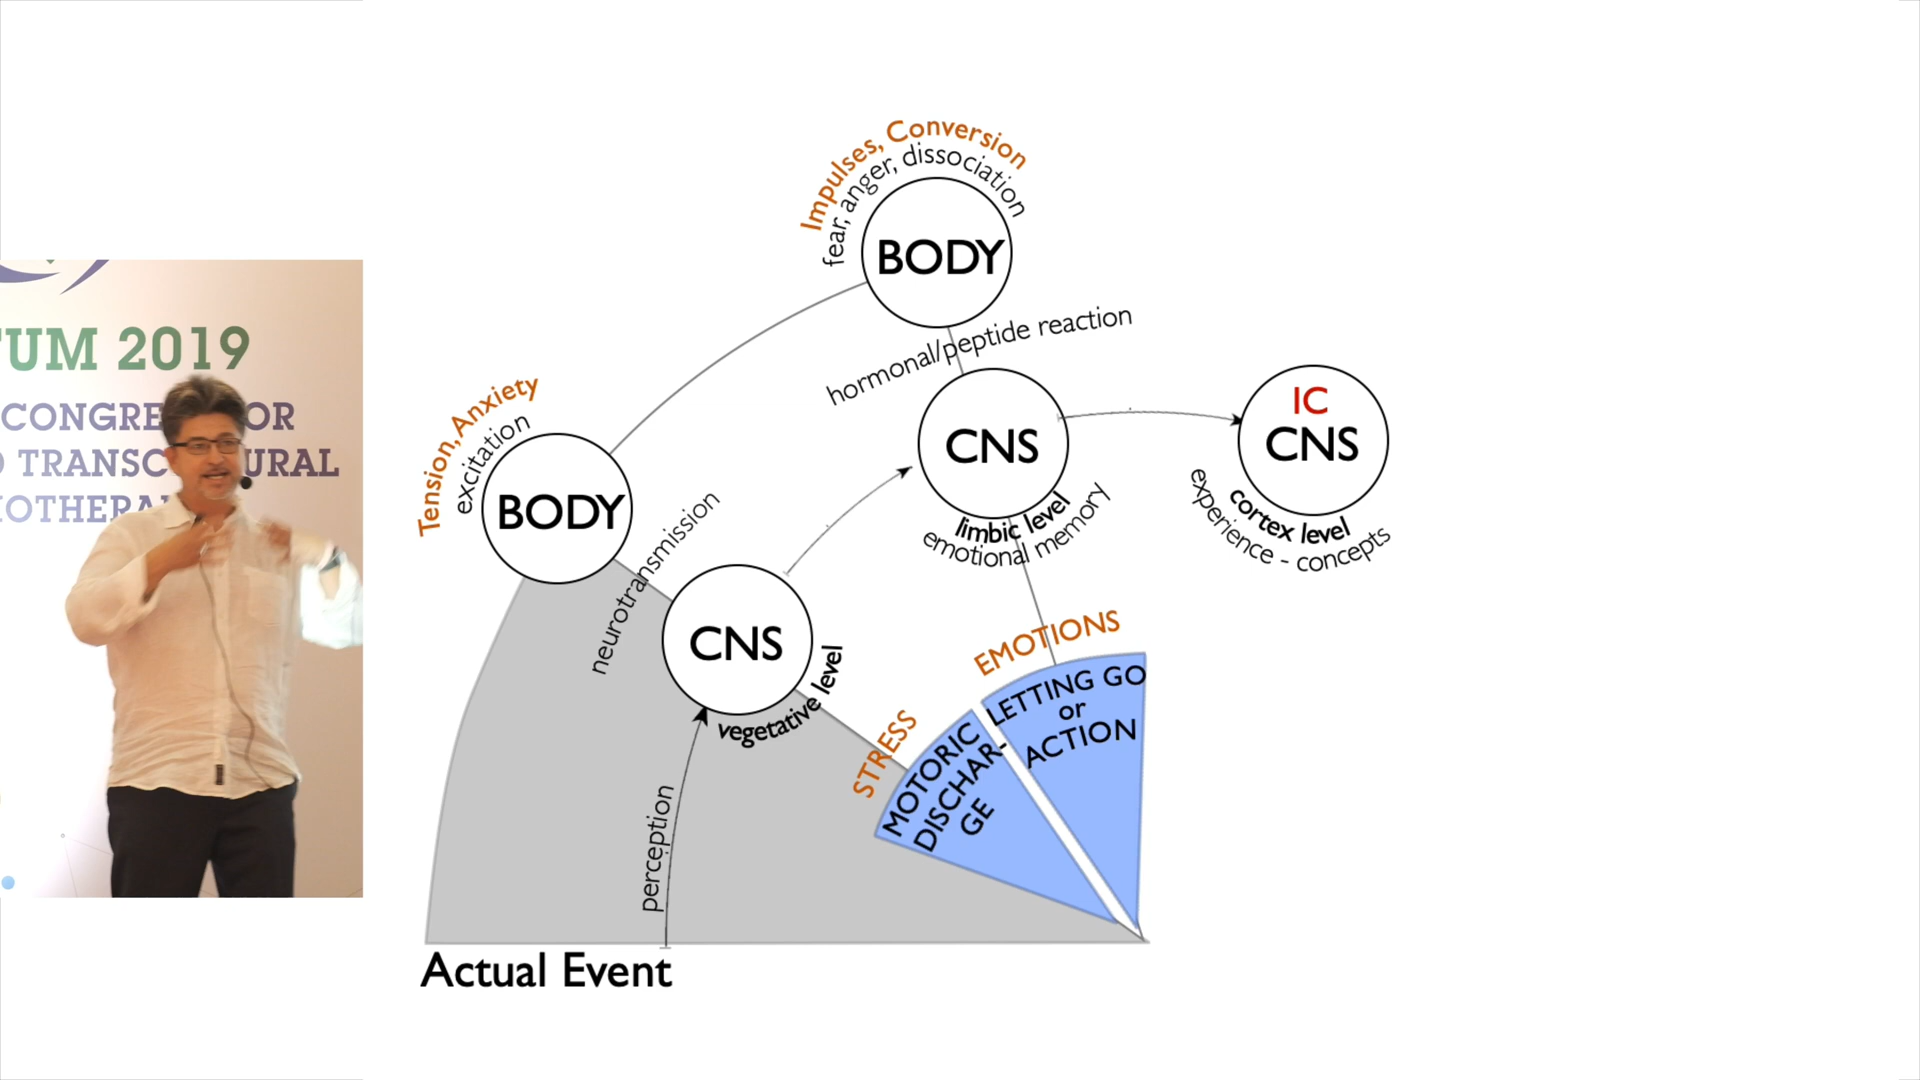 UM 2019
CONGRE OR
TRANSC URAL
OTHERA
Impulses, Conversion
fear, anger, dissociation
BODY
hormonal/peptide reaction
Tension, Anxiety
excitation
BODY
neurotransmission
CNS
limbic level
emotional memory
IC
CNS
cortex level
experience - concepts
CNS
vegetative level
perception
EMOTIONS
LETTING GO
or
ACTION
STRESS
MOTORIC
DISCHAR-
GE
Actual Event